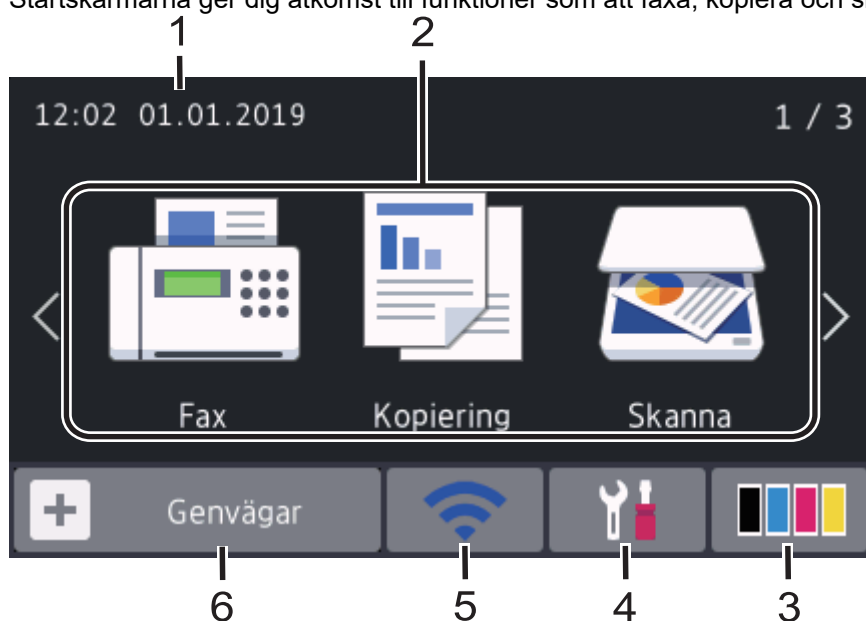 Startskärmarna ger dig åtkomst till funktioner som att faxa, kopiera och
1 2
12:02 01.01.2019 1 / 3
Fax Kopiering Skanna
Genvägar
6 5 4 3